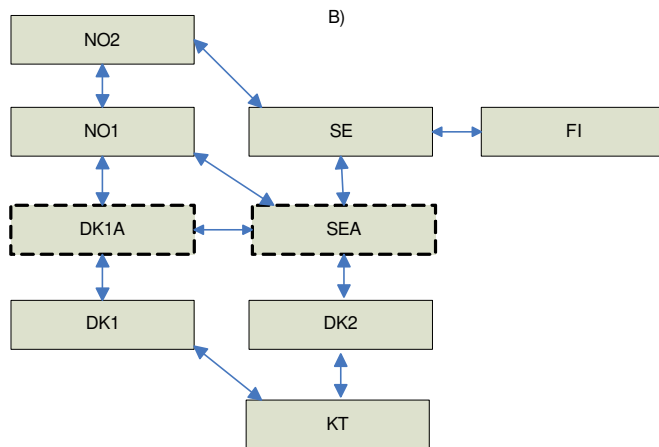 B)
NO2
NO1
SE
FI
DK1A
SEA
DK1
DK2
KT